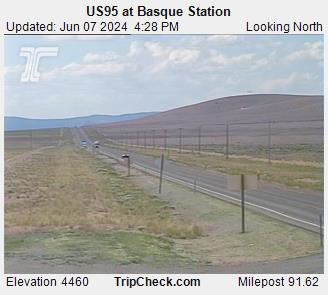 US95 at Basque Station
Updated: Jun 07 2024 4:28 PM Looking North
Elevation 4460 TripCheck.com Milepost 91.62